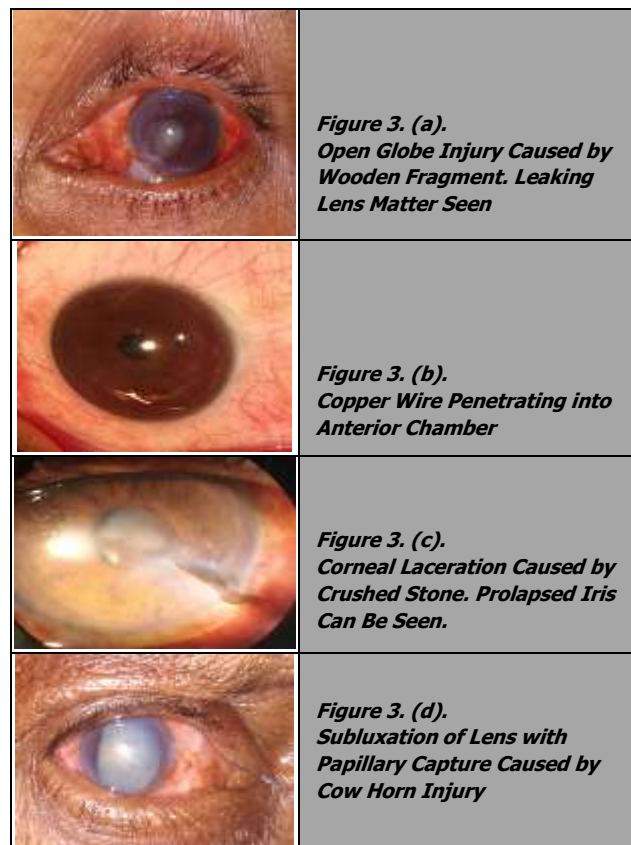 Figure 3. (a).
Open Globe Injury Caused by
Wooden Fragment. Leaking
Lens Matter Seen
Figure 3. (b).
Copper Wire Penetrating into
Anterior Chamber
Figure 3. (c).
Corneal Laceration Caused by
Crushed Stone. Prolapsed Iris
Can Be Seen.
Figure 3. (d).
Subluxation of Lens with
Papillary Capture Caused by
Cow Horn Injury